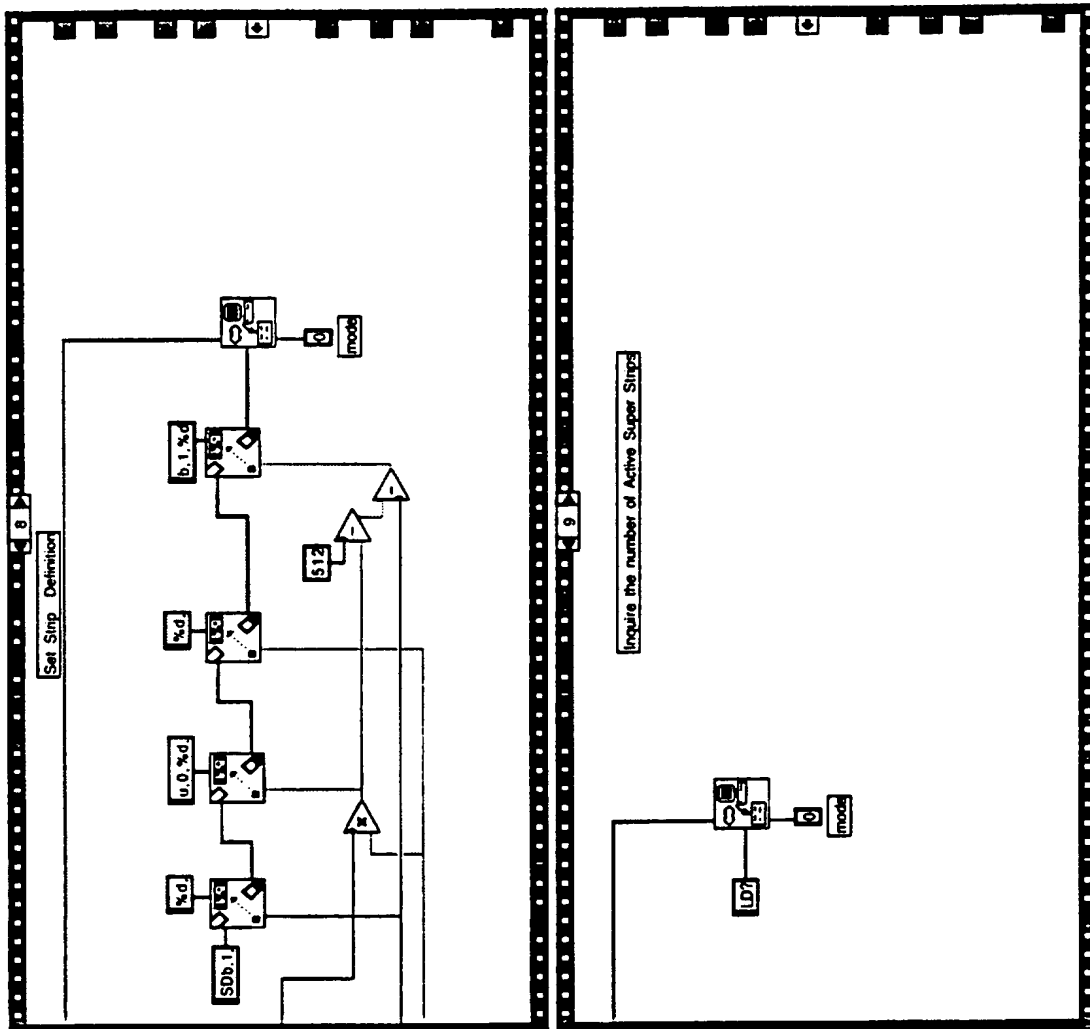 8
Set Strip Definition
SDb,1,
%d,
u,0,%d,
%d,
b,1,%d
512
0
mode
9
Inquire the number of Active Super Strips
LD?
0
mode